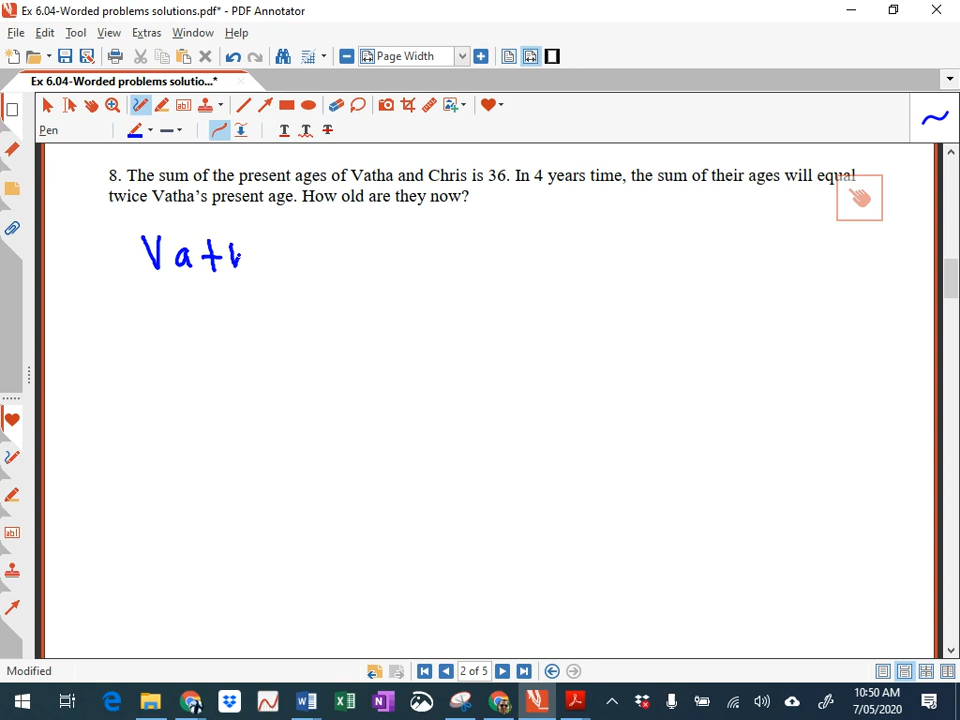 Ex 6.04-Worded problems solutions.pdf* - PDF Annotator
File Edit Tool View Extras Window Help
Page Width
Ex 6.04-Worded problems solutio...*
Pen
8. The sum of the present ages of Vatha and Chris is 36. In 4 years time, the sum of their ages will equal
twice Vatha's present age. How old are they now?
Modified
2 of 5
10:50 AM
7/05/2020